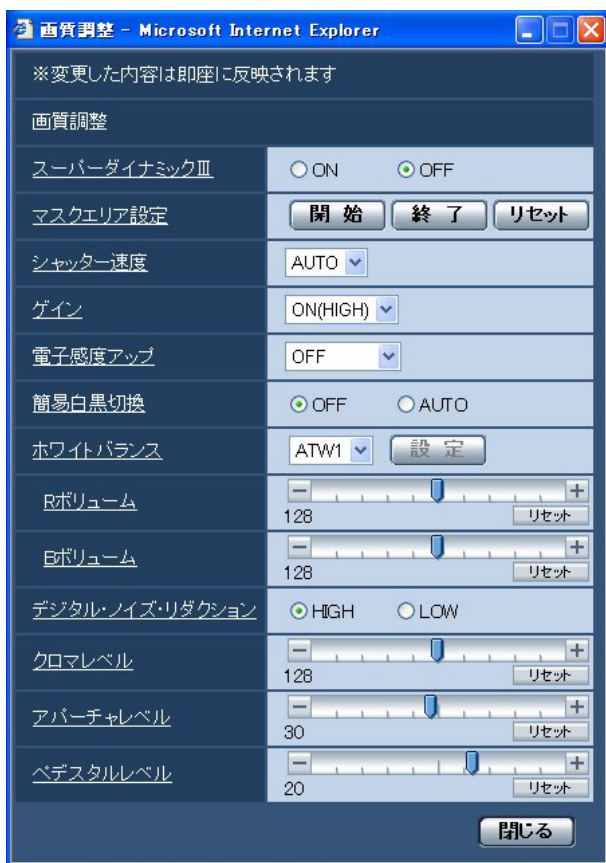 画質調整 - Microsoft Internet Explorer
※変更した内容は即座に反映されます
画質調整
スーパーダイナミックⅢ ON OFF
マスクエリア設定 開始 終了 リセット
シャッター速度 AUTO
ゲイン ON(HIGH)
電子感度アップ OFF
簡易白黒切換 OFF AUTO
ホワイトバランス ATW1 設定
Rボリューム － +
128 リセット
Bボリューム － +
128 リセット
デジタル・ノイズ・リダクション HIGH LOW
クロマレベル － +
128 リセット
アパーチャレベル － +
30 リセット
ペデスタルレベル － +
20 リセット
閉じる